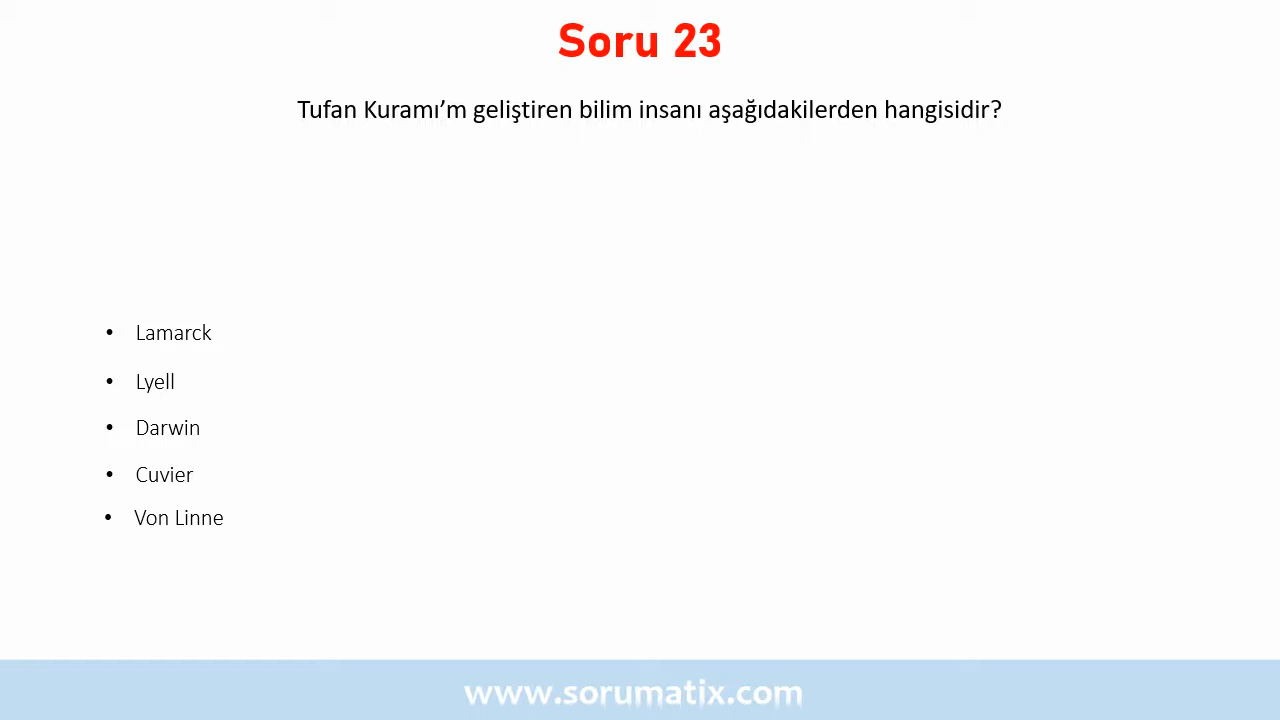 Soru 23
Tufan Kuramı’m geliştiren bilim insanı aşağıdakilerden hangisidir?
• Lamarck
• Lyell
• Darwin
• Cuvier
• Von Linne
www.sorumatix.com